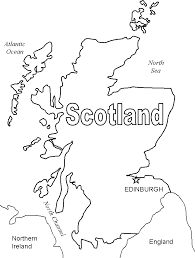 Atlantic
Ocean
North
Sea
Scotland
EDINBURGH
North Channel
Northern
Ireland
England